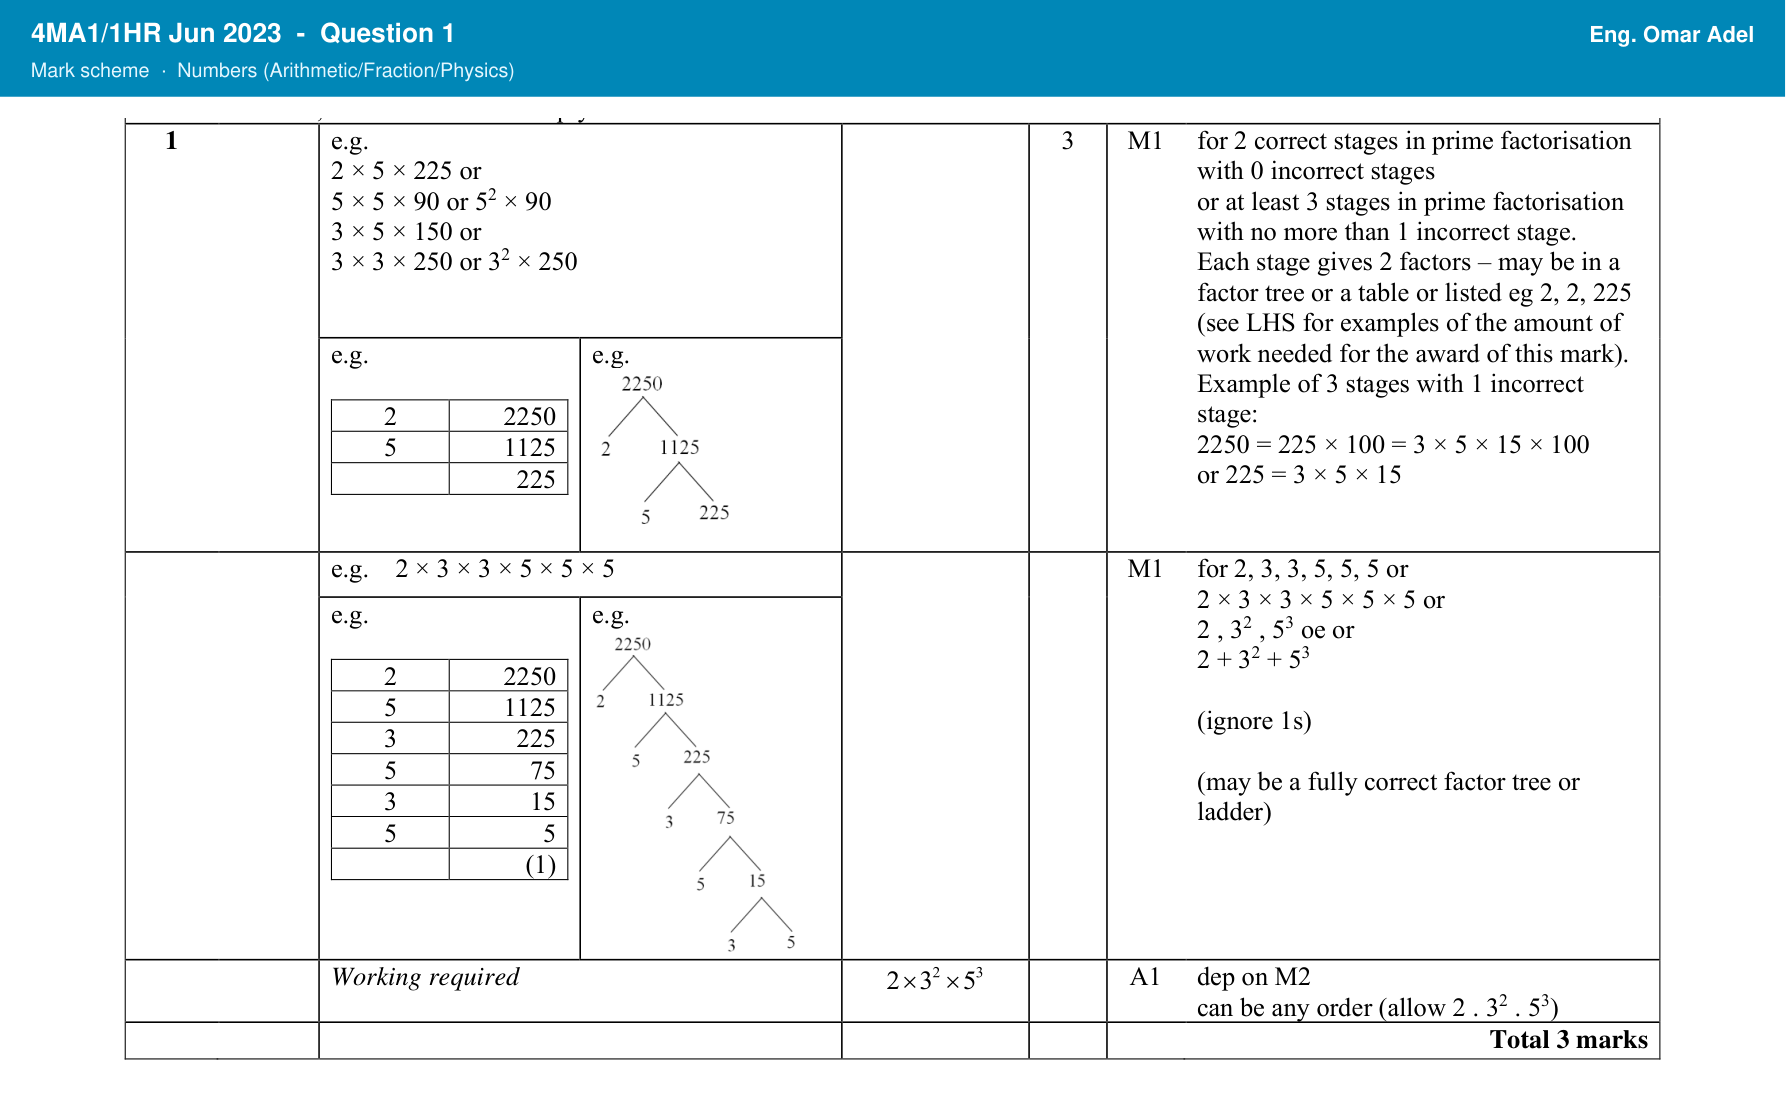 4MA1/1HR Jun 2023 - Question 1
Eng. Omar Adel
Mark scheme · Numbers (Arithmetic/Fraction/Physics)
1
e.g.
2 × 5 × 225 or
5 × 5 × 90 or 5² × 90
3 × 5 × 150 or
3 × 3 × 250 or 3² × 250
3
M1
for 2 correct stages in prime factorisation
with 0 incorrect stages
or at least 3 stages in prime factorisation
with no more than 1 incorrect stage.
Each stage gives 2 factors – may be in a
factor tree or a table or listed eg 2, 2, 225
(see LHS for examples of the amount of
work needed for the award of this mark).
Example of 3 stages with 1 incorrect
stage:
2250 = 225 × 100 = 3 × 5 × 15 × 100
or 225 = 3 × 5 × 15
e.g.
2 2250
5 1125
225
e.g.
2250
2 1125
5 225
e.g. 2 × 3 × 3 × 5 × 5 × 5
M1
for 2, 3, 3, 5, 5, 5 or
2 × 3 × 3 × 5 × 5 × 5 or
2 , 3² , 5³ oe or
2 + 3² + 5³
(ignore 1s)
(may be a fully correct factor tree or
ladder)
e.g.
2 2250
5 1125
3 225
5 75
3 15
5 5
(1)
e.g.
2250
2 1125
5 225
3 75
5 15
3 5
Working required
2×3²×5³
A1
dep on M2
can be any order (allow 2 . 3² . 5³)
Total 3 marks